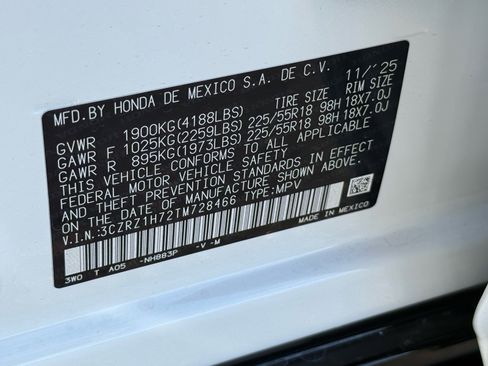 MFD.BY HONDA DE MEXICO S.A. DE C.V. 11/'25
GVWR 1900KG(4188LBS) TIRE SIZE RIM SIZE
GAWR F 1025KG(2259LBS) 225/55R18 98H 18X7.0J
GAWR R 895KG(1973LBS) 225/55R18 98H 18X7.0J
THIS VEHICLE CONFORMS TO ALL APPLICABLE
FEDERAL MOTOR VEHICLE SAFETY, BUMPER,
AND THEFT PREVENTION STANDARDS IN EFFECT
ON THE DATE OF MANUFACTURE SHOWN ABOVE.
V.I.N:3CZRZ1H72TM728466 TYPE:MPV
MADE IN MEXICO
3W0 T A05 -NH883P -V -M